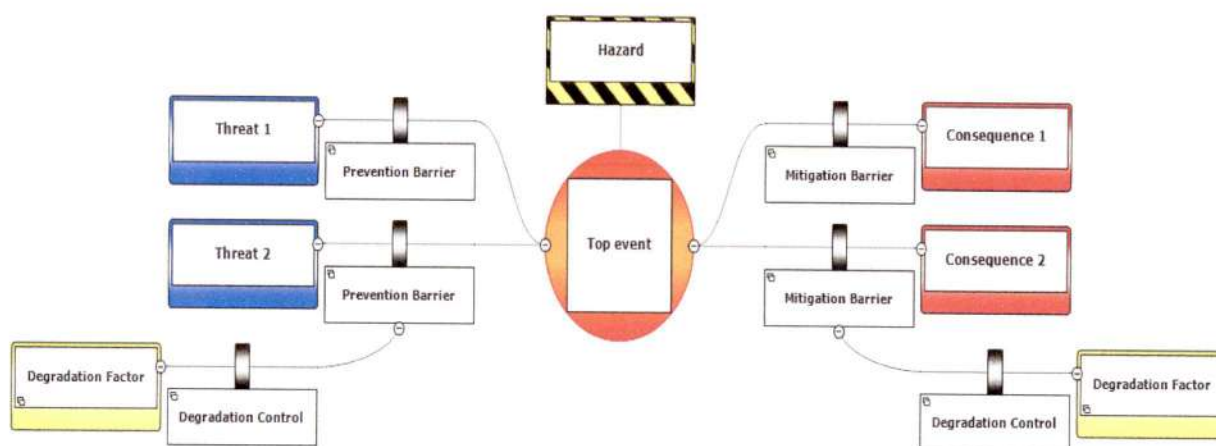 Hazard
Threat 1
Prevention Barrier
Mitigation Barrier
Consequence 1
Threat 2
Prevention Barrier
Top event
Mitigation Barrier
Consequence 2
Degradation Factor
Degradation Control
Degradation Control
Degradation Factor